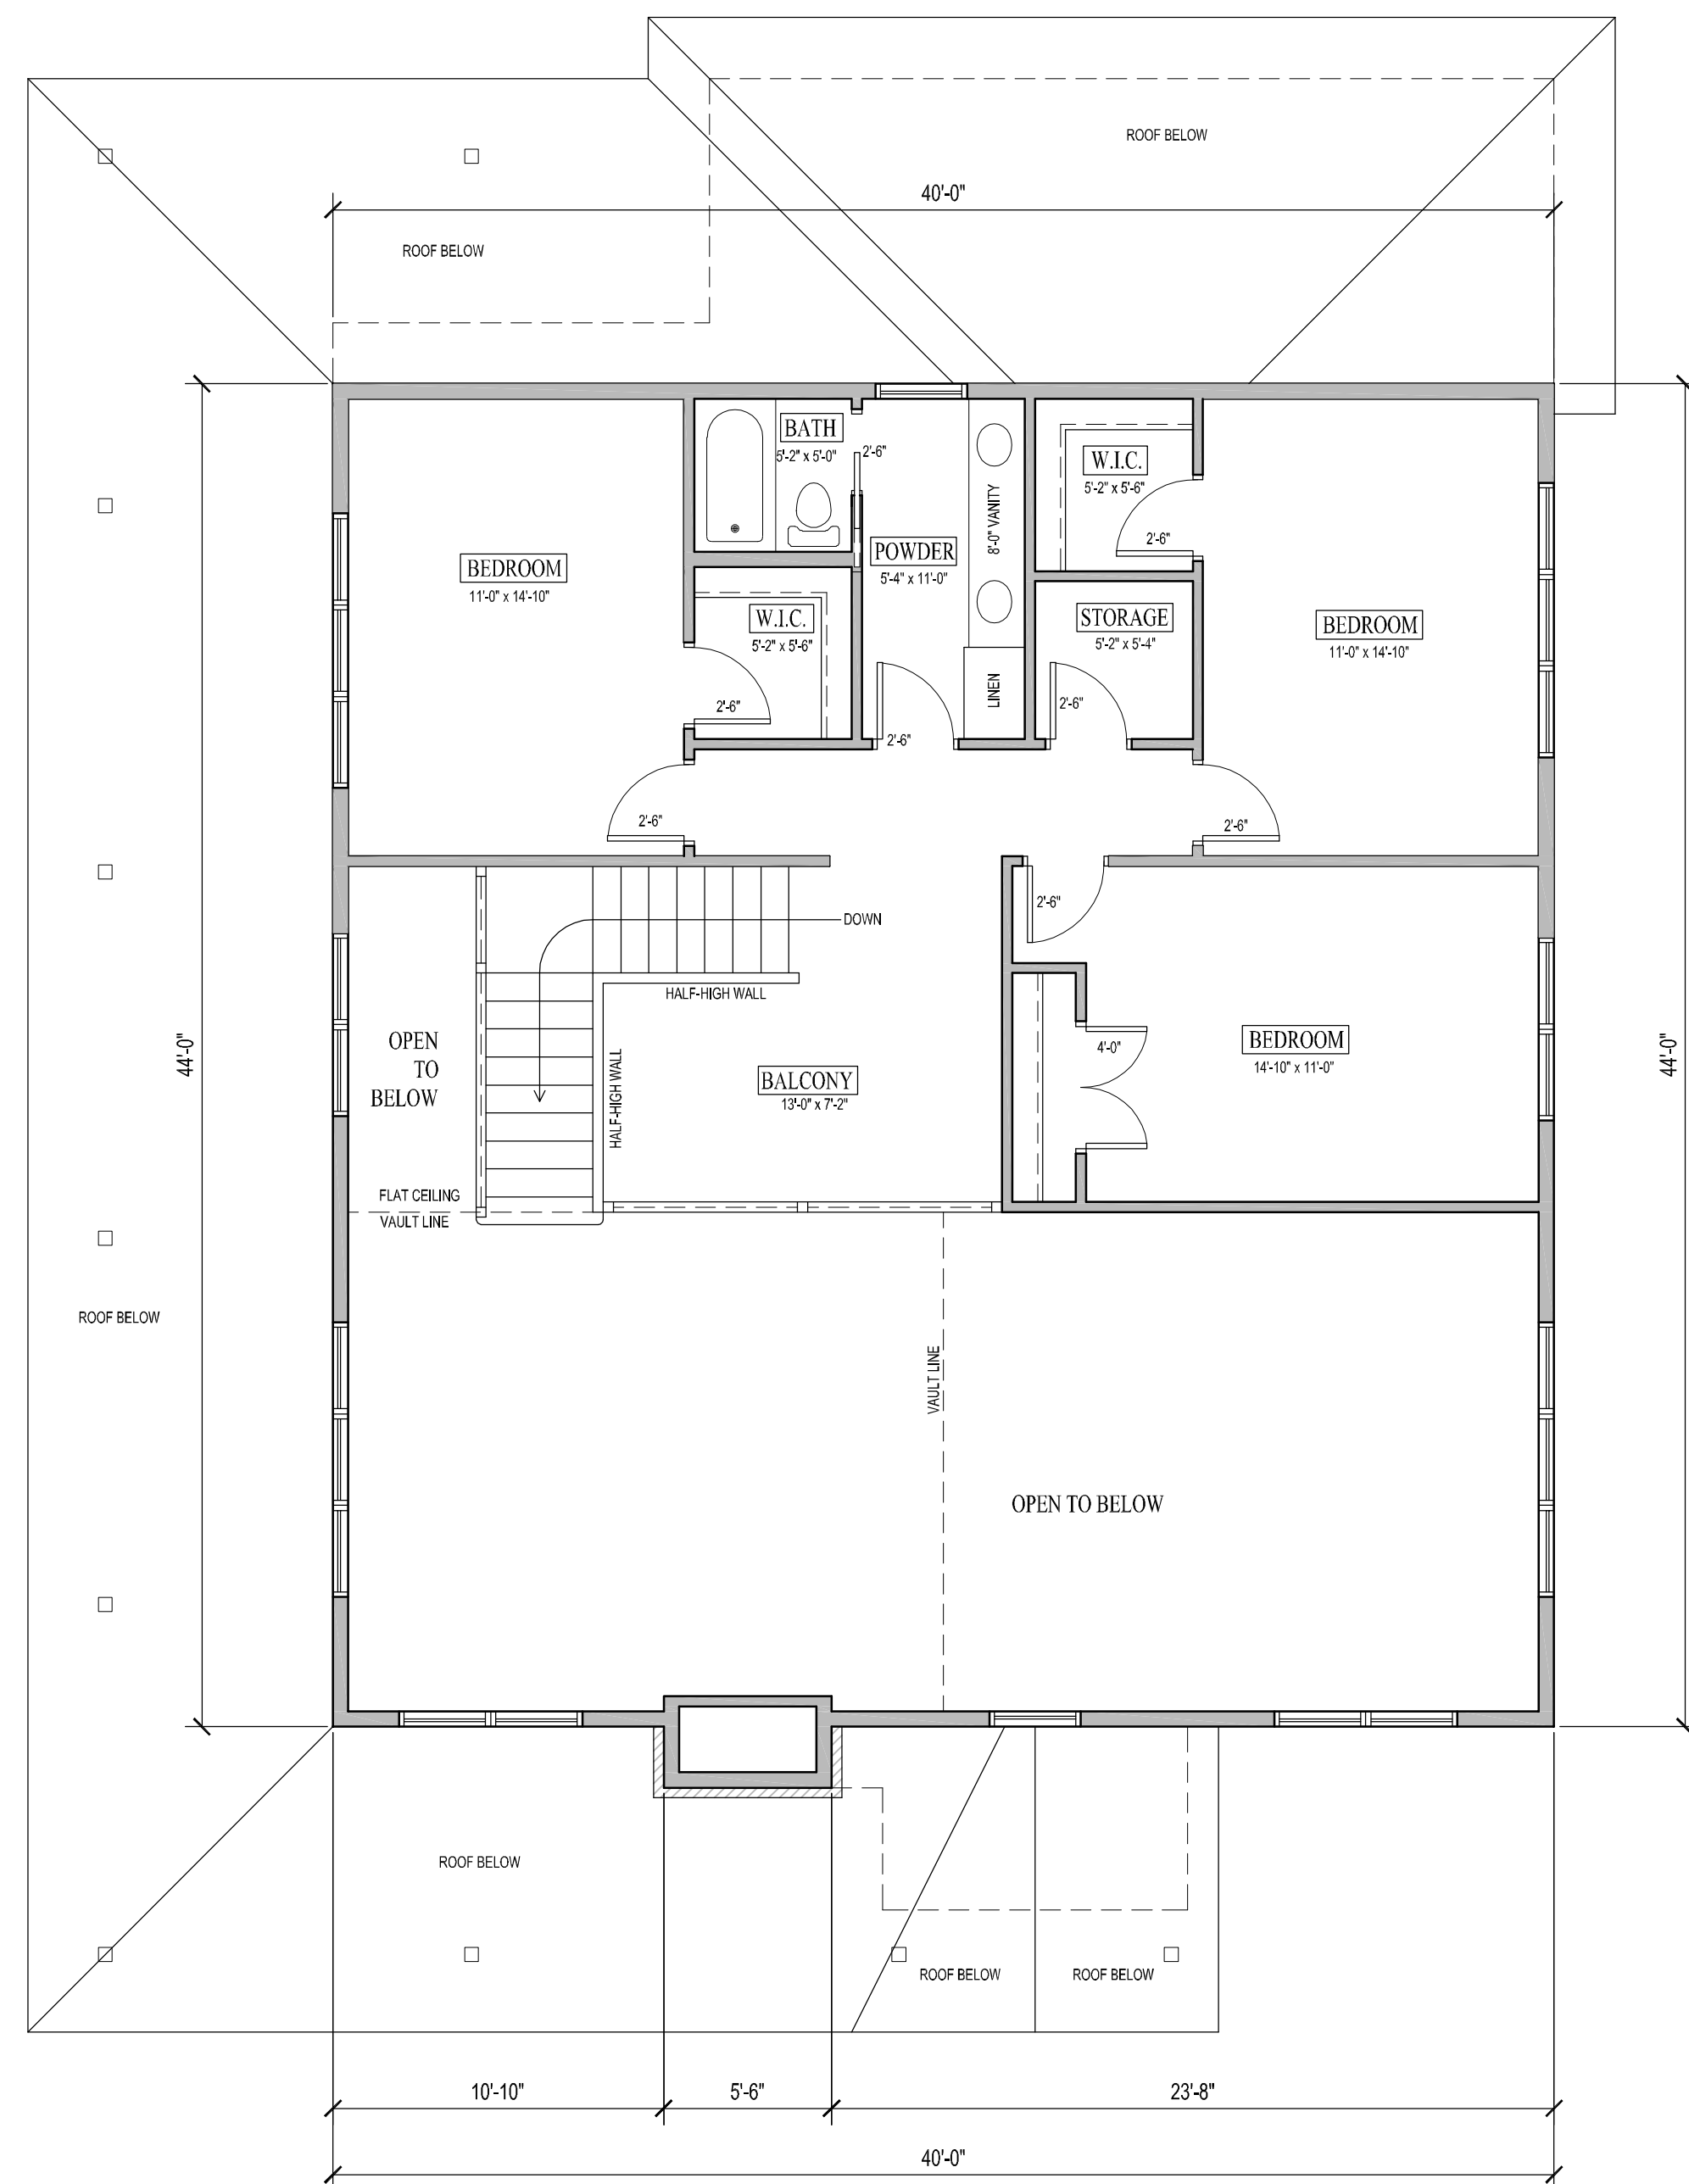 ROOF BELOW
40'-0"
ROOF BELOW
BATH
5'-2" x 5'-0"
2'-6"
W.I.C.
5'-2" x 5'-6"
8'-0" VANITY
2'-6"
POWDER
5'-4" x 11'-0"
BEDROOM
11'-0" x 14'-10"
W.I.C.
5'-2" x 5'-6"
STORAGE
5'-2" x 5'-4"
BEDROOM
11'-0" x 14'-10"
LINEN
2'-6"
2'-6"
2'-6"
2'-6"
2'-6"
2'-6"
DOWN
HALF-HIGH WALL
OPEN
TO
BELOW
44'-0"
HALF-HIGH WALL
BALCONY
13'-0" x 7'-2"
4'-0"
BEDROOM
14'-10" x 11'-0"
44'-0"
FLAT CEILING
VAULT LINE
ROOF BELOW
VAULT LINE
OPEN TO BELOW
ROOF BELOW
ROOF BELOW
ROOF BELOW
10'-10"
5'-6"
23'-8"
40'-0"